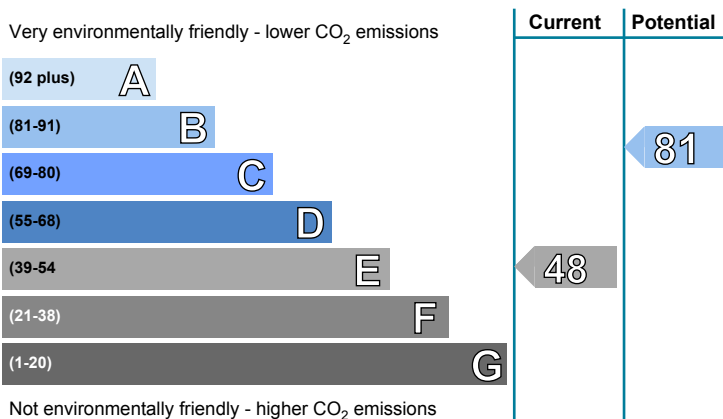 Current Potential
Very environmentally friendly - lower CO2 emissions
(92 plus) A
(81-91) B
81
(69-80) C
(55-68) D
(39-54 E 48
(21-38) F
(1-20) G
Not environmentally friendly - higher CO2 emissions